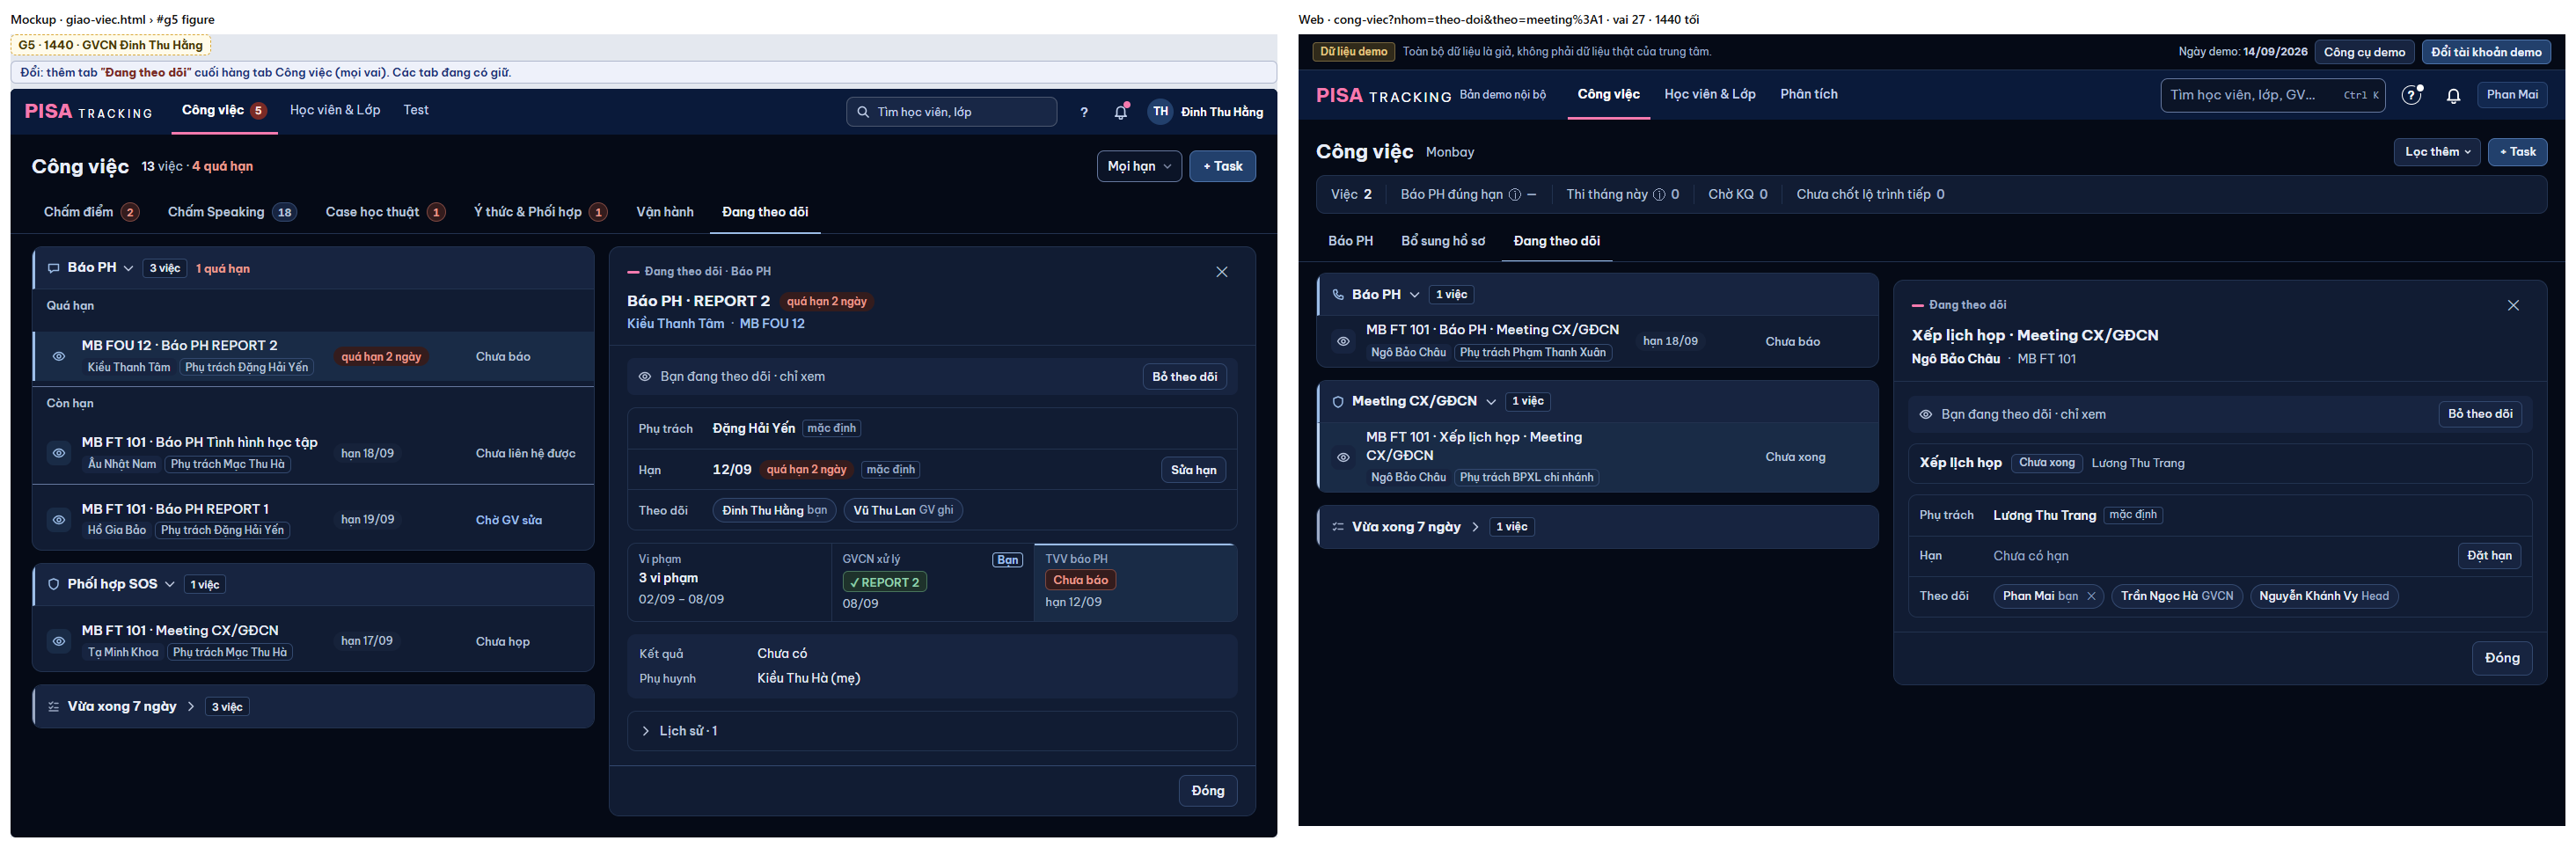 Mockup · giao-viec.html › #g5 figure
G5 · 1440 · GVCN Đinh Thu Hằng
Đổi: thêm tab "Đang theo dõi" cuối hàng tab Công việc (mọi vai). Các tab đang có giữ.
PISA TRACKING Công việc 5 Học viên & Lớp Test Tìm học viên, lớp ? TH Đinh Thu Hằng
Công việc 13 việc · 4 quá hạn Mọi hạn + Task
Chấm điểm 2 Chấm Speaking 18 Case học thuật 1 Ý thức & Phối hợp 1 Vận hành Đang theo dõi
Báo PH 3 việc 1 quá hạn
Quá hạn
MB FOU 12 · Báo PH REPORT 2
Kiều Thanh Tâm Phụ trách Đặng Hải Yến
quá hạn 2 ngày
Chưa báo
Còn hạn
MB FT 101 · Báo PH Tình hình học tập
Âu Nhật Nam Phụ trách Mạc Thu Hà
hạn 18/09
Chưa liên hệ được
MB FT 101 · Báo PH REPORT 1
Hồ Gia Bảo Phụ trách Đặng Hải Yến
hạn 19/09
Chờ GV sửa
Phối hợp SOS 1 việc
MB FT 101 · Meeting CX/GĐCN
Tạ Minh Khoa Phụ trách Mạc Thu Hà
hạn 17/09
Chưa họp
Vừa xong 7 ngày 3 việc
Đang theo dõi · Báo PH
Báo PH · REPORT 2 quá hạn 2 ngày
Kiều Thanh Tâm · MB FOU 12
Bạn đang theo dõi · chỉ xem Bỏ theo dõi
Phụ trách Đặng Hải Yến mặc định
Hạn 12/09 quá hạn 2 ngày mặc định Sửa hạn
Theo dõi Đinh Thu Hằng bạn Vũ Thu Lan GV ghi
Vi phạm
3 vi phạm
02/09 – 08/09
GVCN xử lý Bạn
✓ REPORT 2
08/09
TVV báo PH
Chưa báo
hạn 12/09
Kết quả Chưa có
Phụ huynh Kiều Thu Hà (mẹ)
Lịch sử · 1
Đóng
Web · cong-viec?nhom=theo-doi&theo=meeting%3A1 · vai 27 · 1440 tối
Dữ liệu demo Toàn bộ dữ liệu là giả, không phải dữ liệu thật của trung tâm. Ngày demo: 14/09/2026 Công cụ demo Đổi tài khoản demo
PISA TRACKING Bản demo nội bộ Công việc Học viên & Lớp Phân tích Tìm học viên, lớp, GV... Ctrl K ? Phan Mai
Công việc Monbay Lọc thêm + Task
Việc 2 Báo PH đúng hạn ⓘ — Thi tháng này ⓘ 0 Chờ KQ 0 Chưa chốt lộ trình tiếp 0
Báo PH Bổ sung hồ sơ Đang theo dõi
Báo PH 1 việc
MB FT 101 · Báo PH · Meeting CX/GĐCN
Ngô Bảo Châu Phụ trách Phạm Thanh Xuân
hạn 18/09
Chưa báo
Meeting CX/GĐCN 1 việc
MB FT 101 · Xếp lịch họp · Meeting
CX/GĐCN
Ngô Bảo Châu Phụ trách BPXL chi nhánh
Chưa xong
Vừa xong 7 ngày 1 việc
Đang theo dõi
Xếp lịch họp · Meeting CX/GĐCN
Ngô Bảo Châu · MB FT 101
Bạn đang theo dõi · chỉ xem Bỏ theo dõi
Xếp lịch họp Chưa xong Lương Thu Trang
Phụ trách Lương Thu Trang mặc định
Hạn Chưa có hạn Đặt hạn
Theo dõi Phan Mai bạn Trần Ngọc Hà GVCN Nguyễn Khánh Vy Head
Đóng